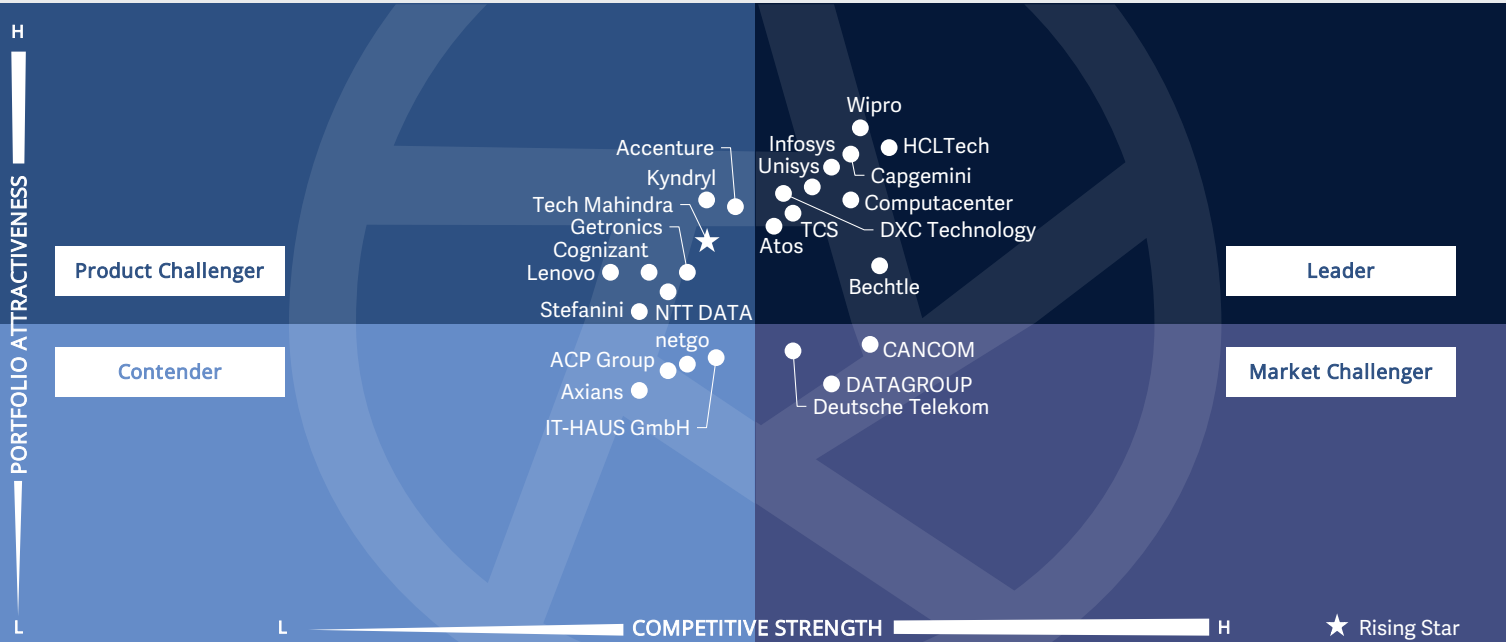 H
PORTFOLIO ATTRACTIVENESS
L
Product Challenger
Leader
Contender
Market Challenger
Wipro
Accenture
Infosys
HCLTech
Unisys
Kyndryl
Capgemini
Tech Mahindra
Computacenter
Getronics
TCS
DXC Technology
Cognizant
Atos
Lenovo
Bechtle
Stefanini
NTT DATA
netgo
CANCOM
ACP Group
DATAGROUP
Axians
Deutsche Telekom
IT-HAUS GmbH
L
COMPETITIVE STRENGTH
H
Rising Star